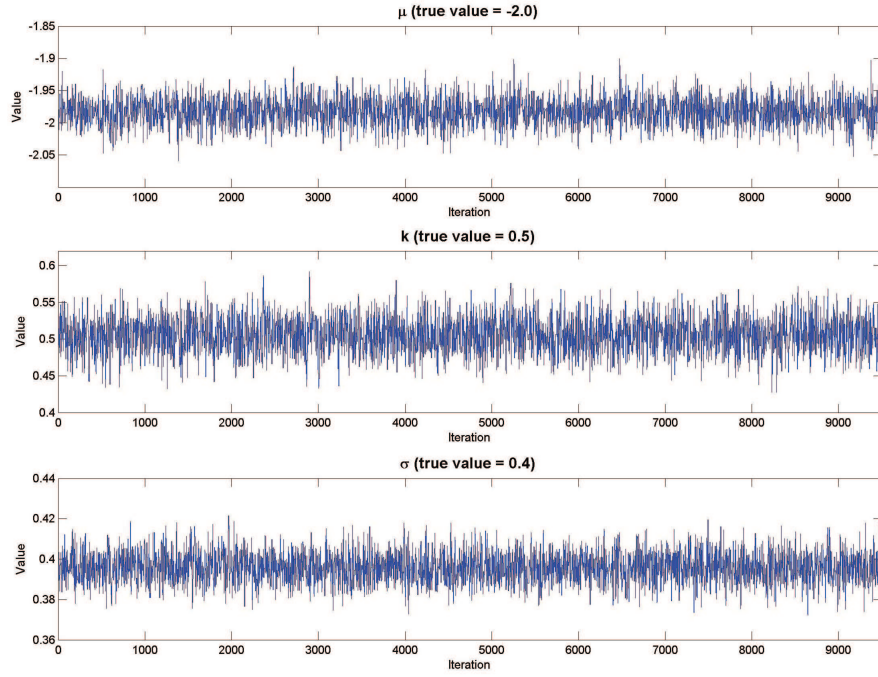 μ (true value = -2.0)
-1.85
-1.9
-1.95
-2
-2.05
Value
0 1000 2000 3000 4000 5000 6000 7000 8000 9000
Iteration
k (true value = 0.5)
0.6
0.55
0.5
0.45
0.4
Value
0 1000 2000 3000 4000 5000 6000 7000 8000 9000
Iteration
σ (true value = 0.4)
0.44
0.42
0.4
0.38
0.36
Value
0 1000 2000 3000 4000 5000 6000 7000 8000 9000
Iteration